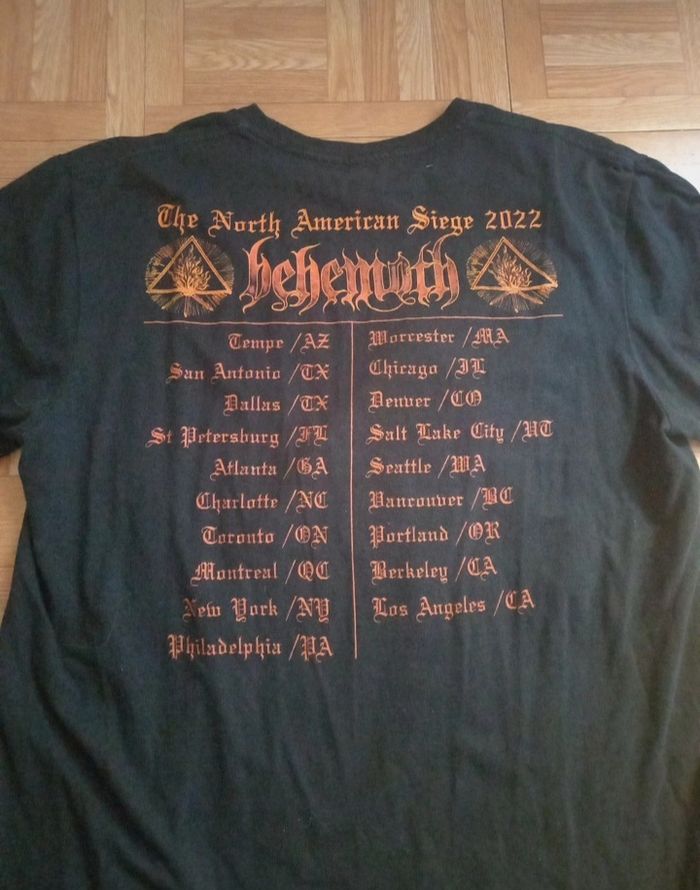 The North American Siege 2022
behemoth
Tempe /AZ
San Antonio /TX
Dallas /TX
St Petersburg /FL
Atlanta /GA
Charlotte /NC
Toronto /ON
Montreal /QC
New York /NY
Philadelphia /PA
Worcester /MA
Chicago /IL
Denver /CO
Salt Lake City /UT
Seattle /WA
Vancouver /BC
Portland /OR
Berkeley /CA
Los Angeles /CA